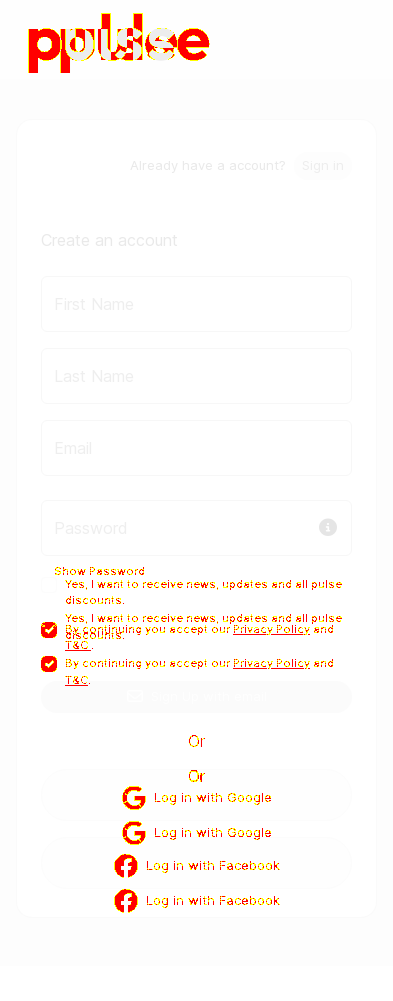 pulse
Already have a account? Sign in
Create an account
First Name
Last Name
Email
Password
Show Password
Yes, I want to receive news, updates and all pulse
discounts.
Yes, I want to receive news, updates and all pulse
discounts.
By continuing you accept our Privacy Policy and
T&C.
By continuing you accept our Privacy Policy and
T&C.
Or
Or
Log in with Google
Log in with Google
Log in with Facebook
Log in with Facebook